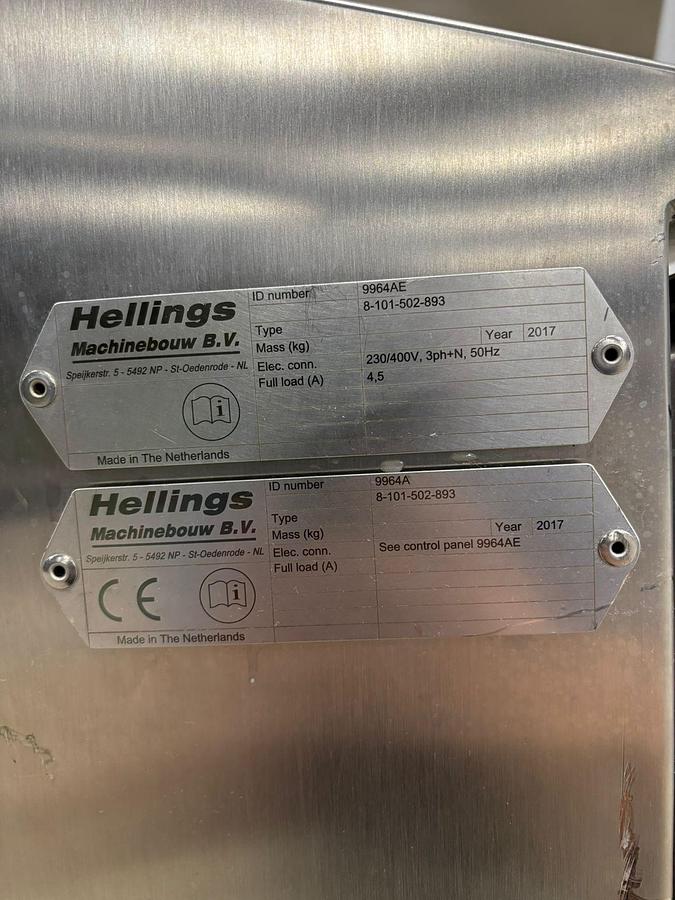 Hellings
Machinebouw B.V.
Speijkerstr. 5 - 5492 NP - St-Oedenrode - NL
Made in The Netherlands
ID number 9964AE
8-101-502-893
Type
Year 2017
Mass (kg)
Elec. conn. 230/400V, 3ph+N, 50Hz
Full load (A) 4,5
Hellings
Machinebouw B.V.
Speijkerstr. 5 - 5492 NP - St-Oedenrode - NL
CE
Made in The Netherlands
ID number 9964A
8-101-502-893
Type
Year 2017
Mass (kg)
Elec. conn. See control panel 9964AE
Full load (A)